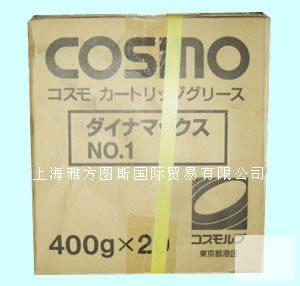 COSMO
コスモ カートリッジグリース
ダイナマックス
NO.1
上海雅方图斯国际贸易有限公司
400g×20
コスモルブ
東京都港区